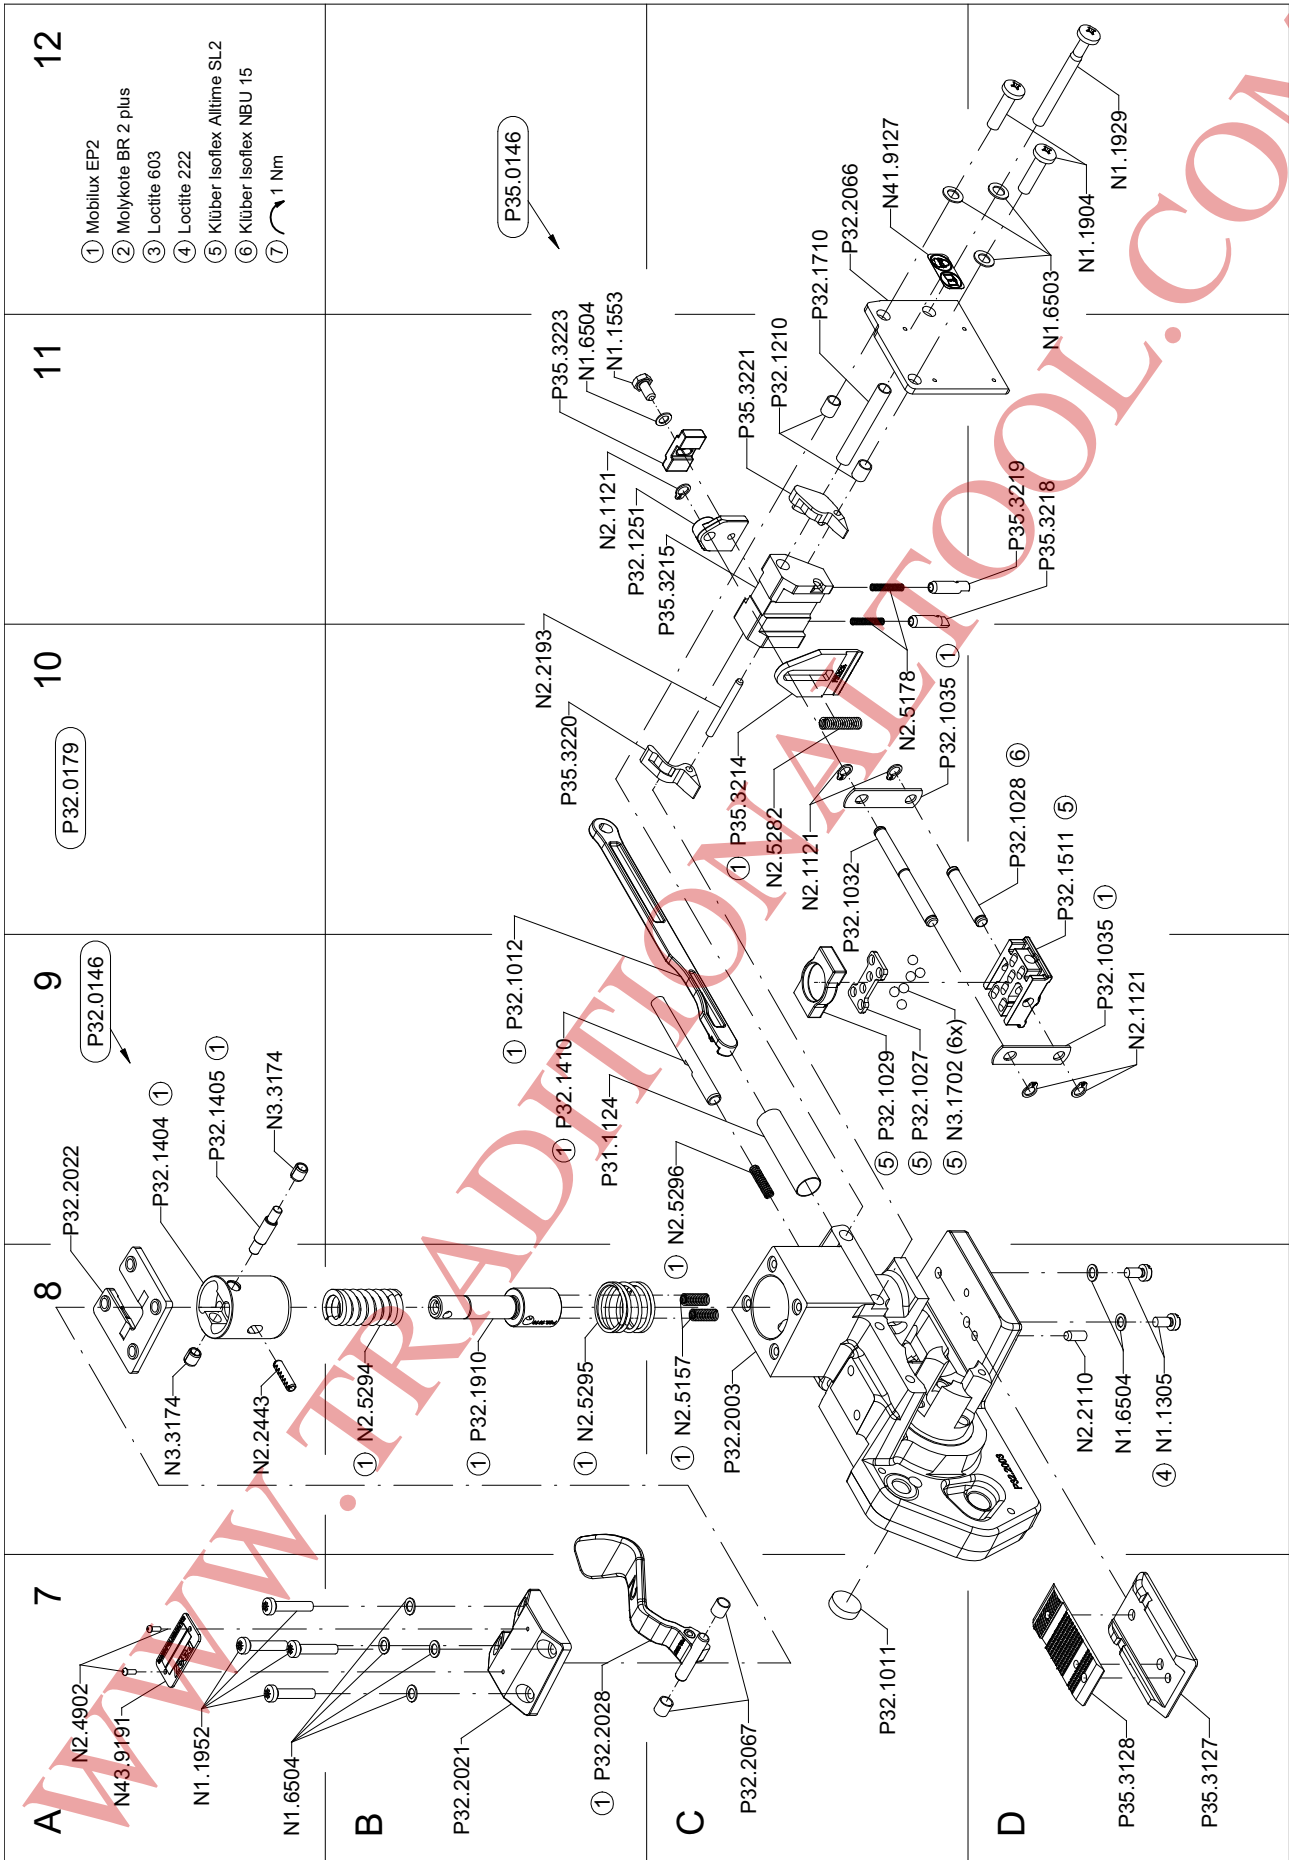 7
8
9
10
11
12
A
B
C
D
P32.0146
P32.0179
P35.0146
① Mobilux EP2
② Molykote BR 2 plus
③ Loctite 603
④ Loctite 222
⑤ Klüber Isoflex Alltime SL2
⑥ Klüber Isoflex NBU 15
⑦ 1 Nm
N2.4902
N43.9191
N1.1952
N1.6504
P32.2021
① P32.2028
P32.2067
P32.1011
P35.3128
P35.3127
P32.2022
P32.1404 ①
P32.1405 ①
N3.3174
N3.3174
N2.2443
① N2.5294
① P32.1910
① N2.5295
① N2.5157
P32.2003
P32.2003
N2.2110
N1.6504
④ N1.1305
① P32.1012
① P32.1410
P31.1124
① N2.5296
⑤ P32.1029
⑤ P32.1027
⑤ N3.1702 (6x)
N2.2193
P35.3220
① P35.3214
N2.5282
N2.1121
P32.1032
N2.5178
P32.1035 ①
P32.1028 ⑥
P32.1511 ⑤
P32.1035 ①
N2.1121
P35.3223
N1.6504
N1.1553
N2.1121
P32.1251
P35.3215
P35.3221
P32.1210
P32.1710
P32.2066
N41.9127
P35.3219
P35.3218
N1.6503
N1.1904
N1.1929
WWW.TRADITIONALTOOL.COM